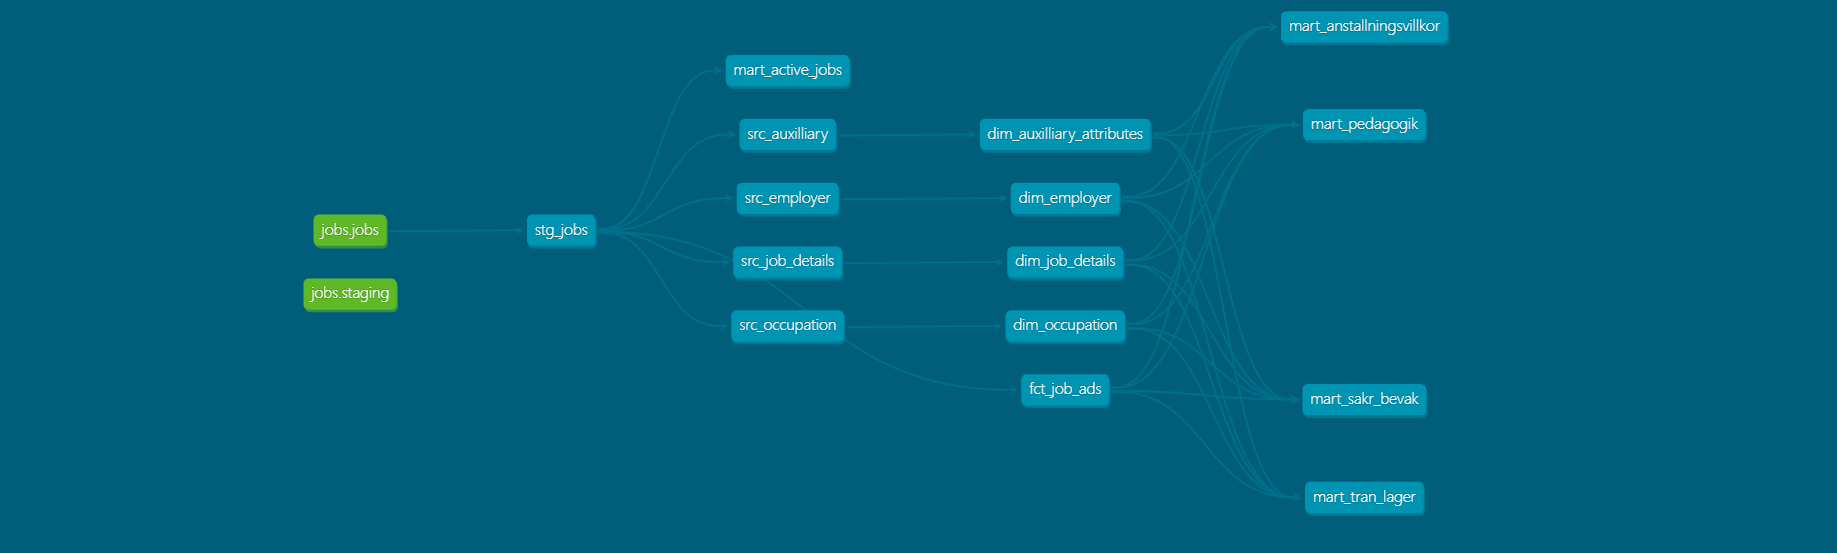 jobs.jobs
jobs.staging
stg_jobs
mart_active_jobs
src_auxilliary
src_employer
src_job_details
src_occupation
dim_auxilliary_attributes
dim_employer
dim_job_details
dim_occupation
fct_job_ads
mart_anstallningsvillkor
mart_pedagogik
mart_sakr_bevak
mart_tran_lager